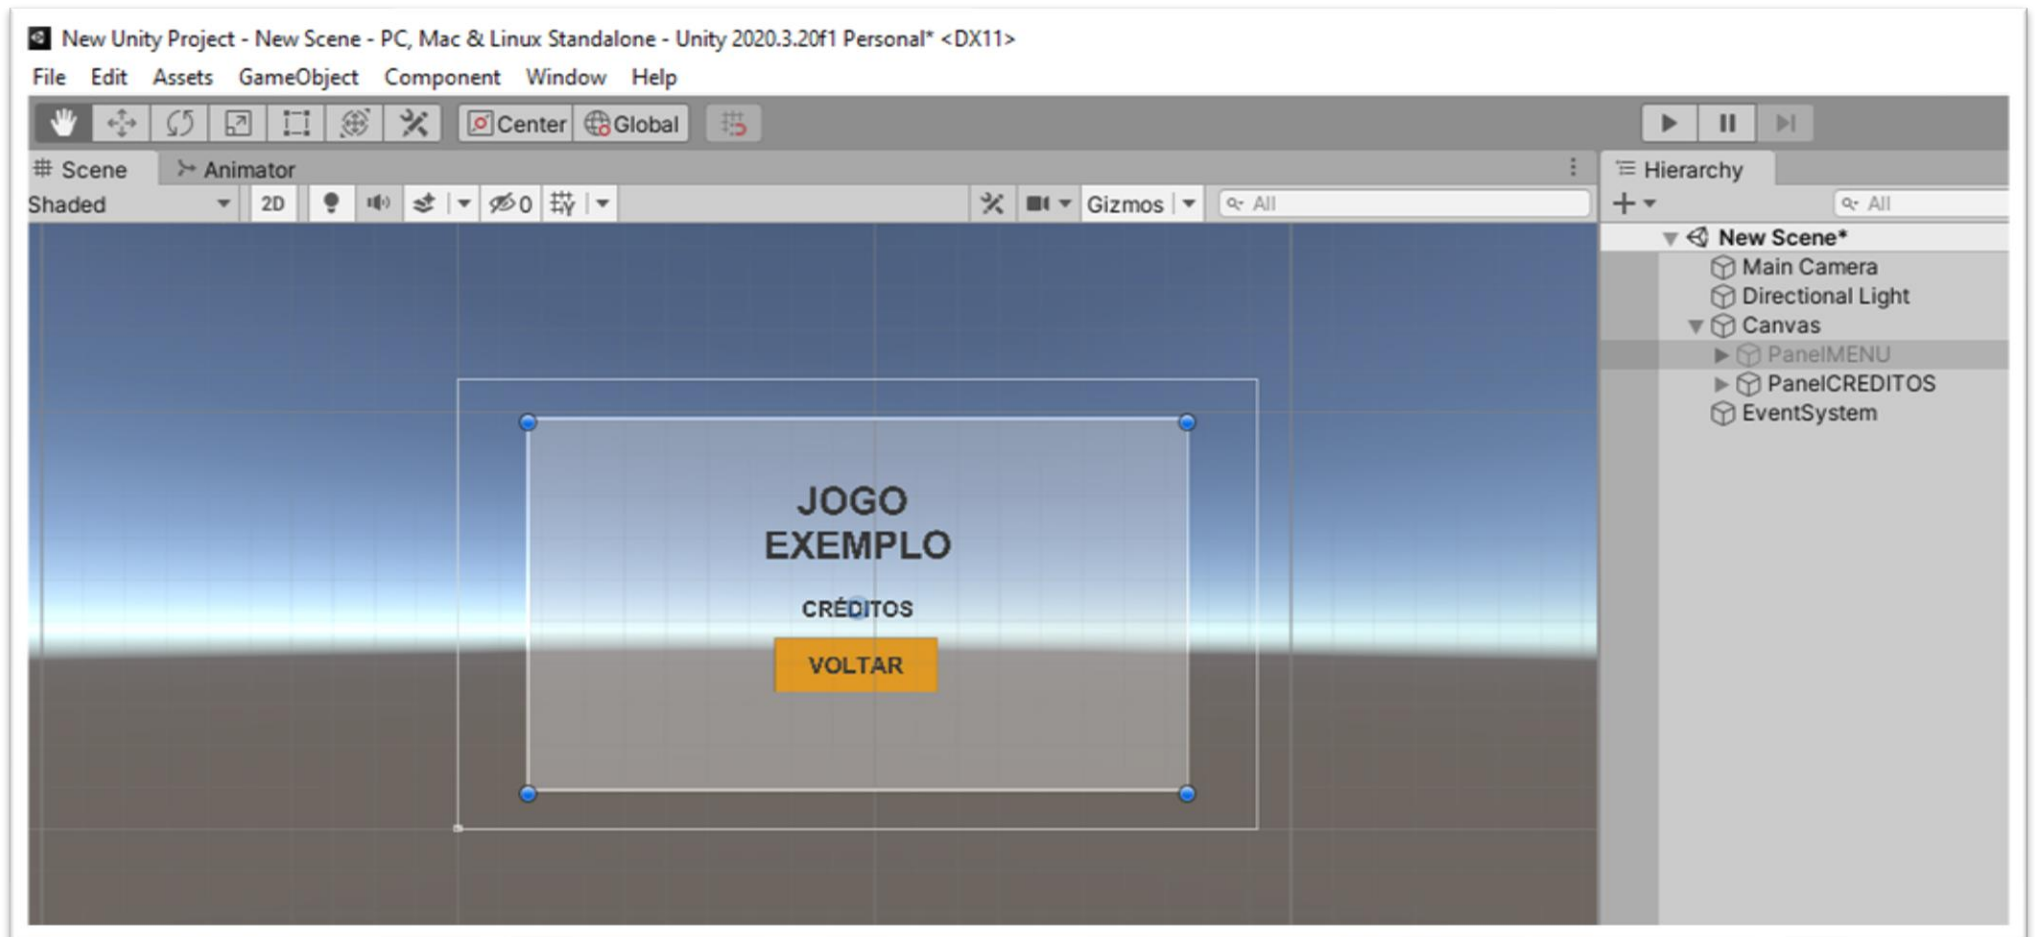 New Unity Project - New Scene - PC, Mac & Linux Standalone - Unity 2020.3.20f1 Personal* <DX11>
File Edit Assets GameObject Component Window Help
Center Global
Scene Animator
Hierarchy
Shaded 2D 0 Gizmos All
All
New Scene*
Main Camera
Directional Light
Canvas
PanelMENU
PanelCREDITOS
EventSystem
JOGO
EXEMPLO
CRÉDITOS
VOLTAR